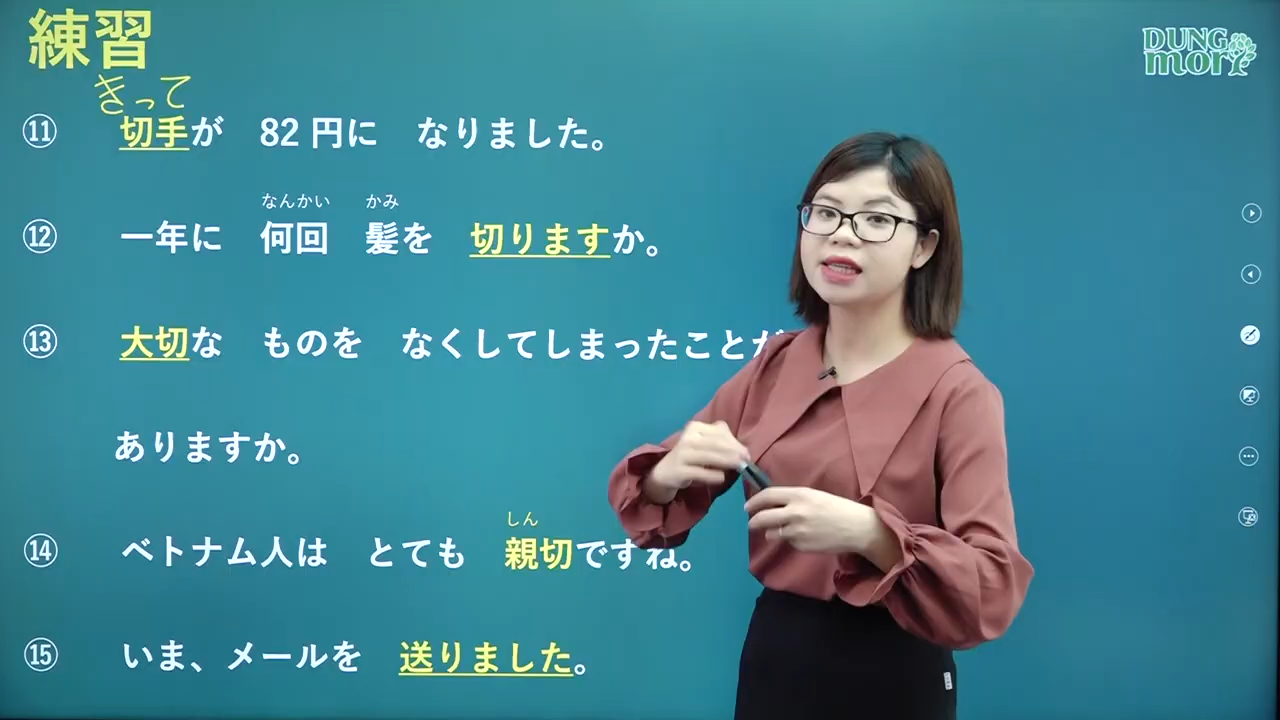 練習
DUNG
mori
きって
⑪ 切手が 82円に なりました。
なんかい かみ
⑫ 一年に 何回 髪を 切りますか。
⑬ 大切な ものを なくしてしまったことが
ありますか。
しん
⑭ ベトナム人は とても 親切ですね。
⑮ いま、メールを 送りました。